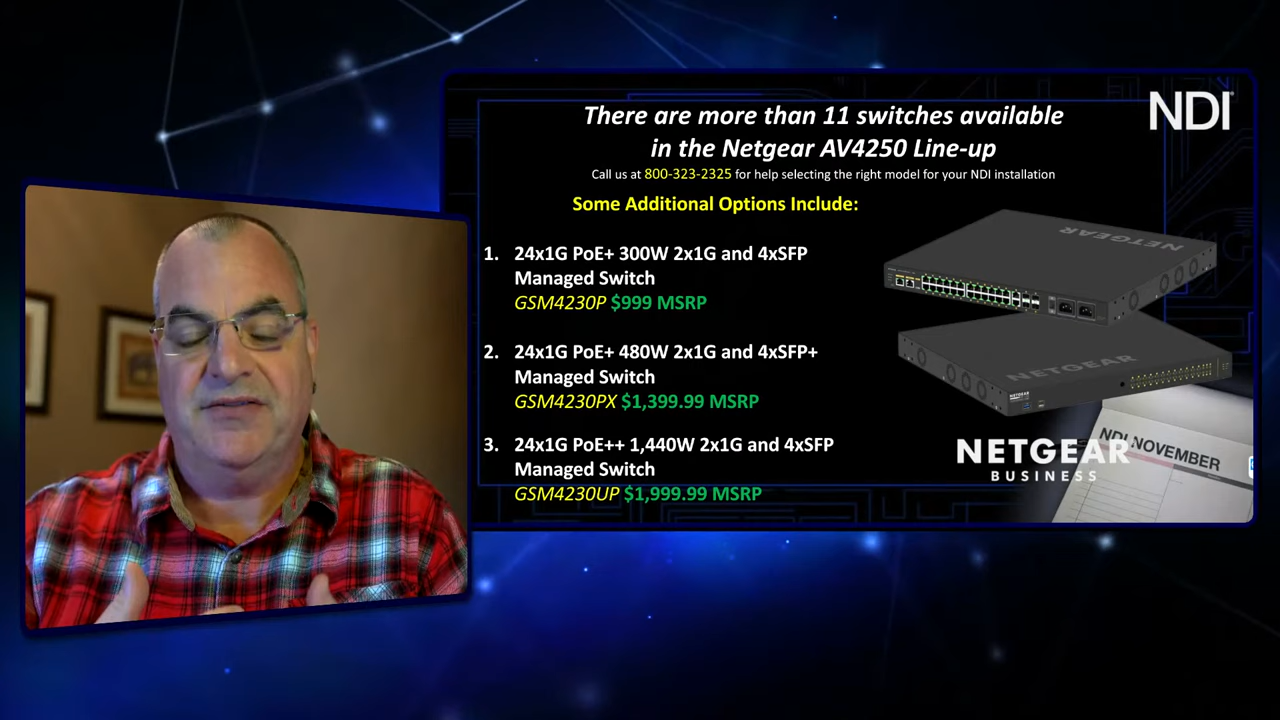 NDI
There are more than 11 switches available
in the Netgear AV4250 Line-up
Call us at 800-323-2325 for help selecting the right model for your NDI installation
Some Additional Options Include:
1. 24x1G PoE+ 300W 2x1G and 4xSFP
Managed Switch
GSM4230P $999 MSRP
2. 24x1G PoE+ 480W 2x1G and 4xSFP+
Managed Switch
GSM4230PX $1,399.99 MSRP
3. 24x1G PoE++ 1,440W 2x1G and 4xSFP
Managed Switch
GSM4230UP $1,999.99 MSRP
NETGEAR
NETGEAR
NETGEAR
BUSINESS
NDI NOVEMBER